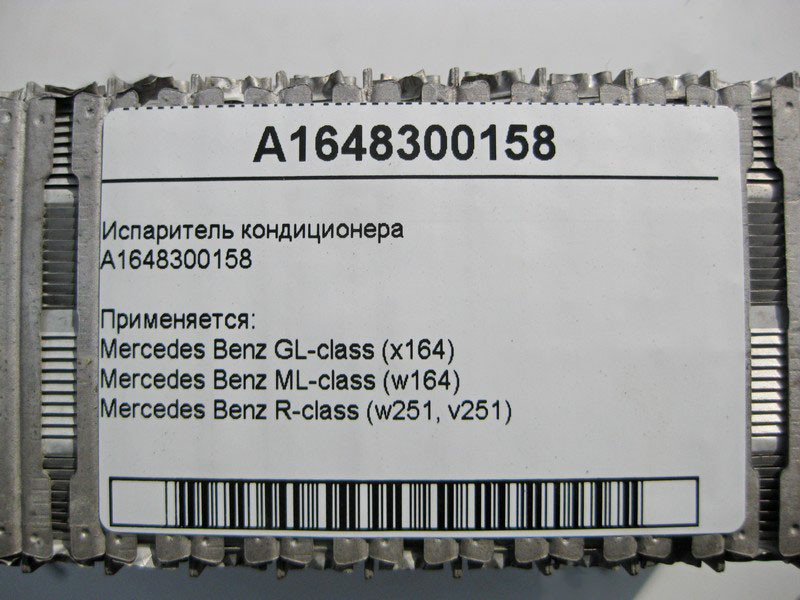 A1648300158
Испаритель кондиционера
A1648300158
Применяется:
Mercedes Benz GL-class (x164)
Mercedes Benz ML-class (w164)
Mercedes Benz R-class (w251, v251)